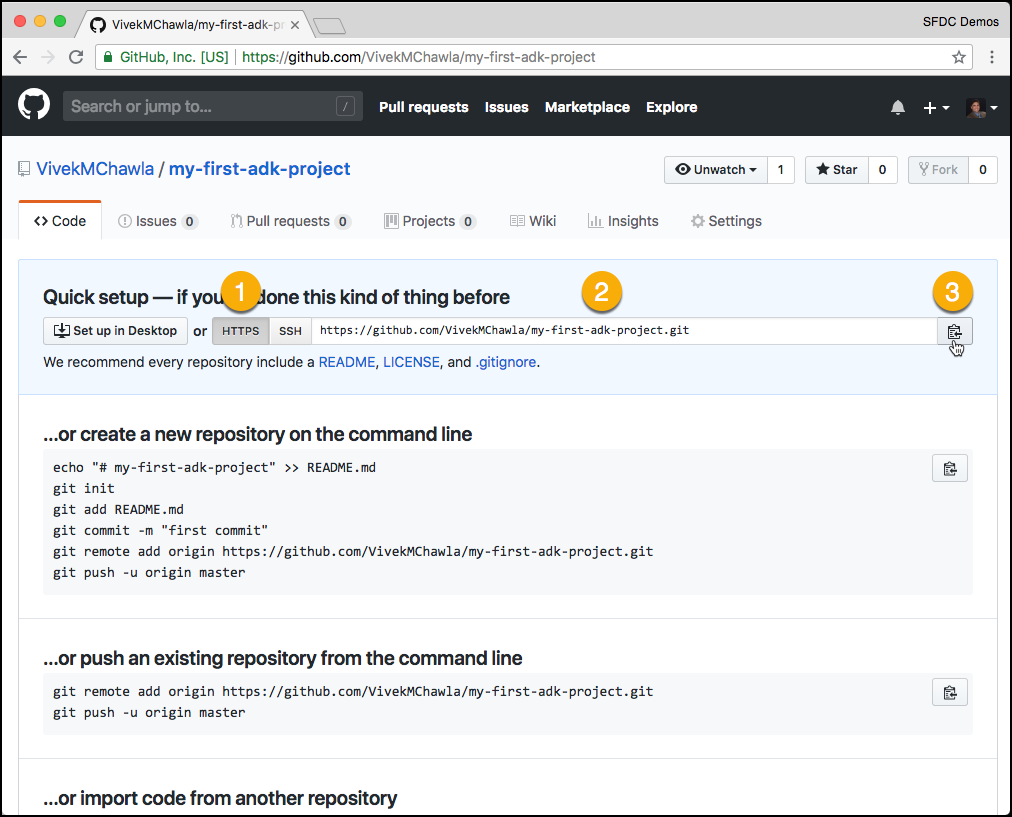 VivekMChawla/my-first-adk-pr
SFDC Demos
GitHub, Inc. [US] https://github.com/VivekMChawla/my-first-adk-project
Search or jump to... / Pull requests Issues Marketplace Explore
VivekMChawla / my-first-adk-project
Unwatch 1 Star 0 Fork 0
<> Code Issues 0 Pull requests 0 Projects 0 Wiki Insights Settings
1 2 3
Quick setup — if you done this kind of thing before
Set up in Desktop or HTTPS SSH https://github.com/VivekMChawla/my-first-adk-project.git
We recommend every repository include a README, LICENSE, and .gitignore.
…or create a new repository on the command line
echo "# my-first-adk-project" >> README.md
git init
git add README.md
git commit -m "first commit"
git remote add origin https://github.com/VivekMChawla/my-first-adk-project.git
git push -u origin master
…or push an existing repository from the command line
git remote add origin https://github.com/VivekMChawla/my-first-adk-project.git
git push -u origin master
…or import code from another repository